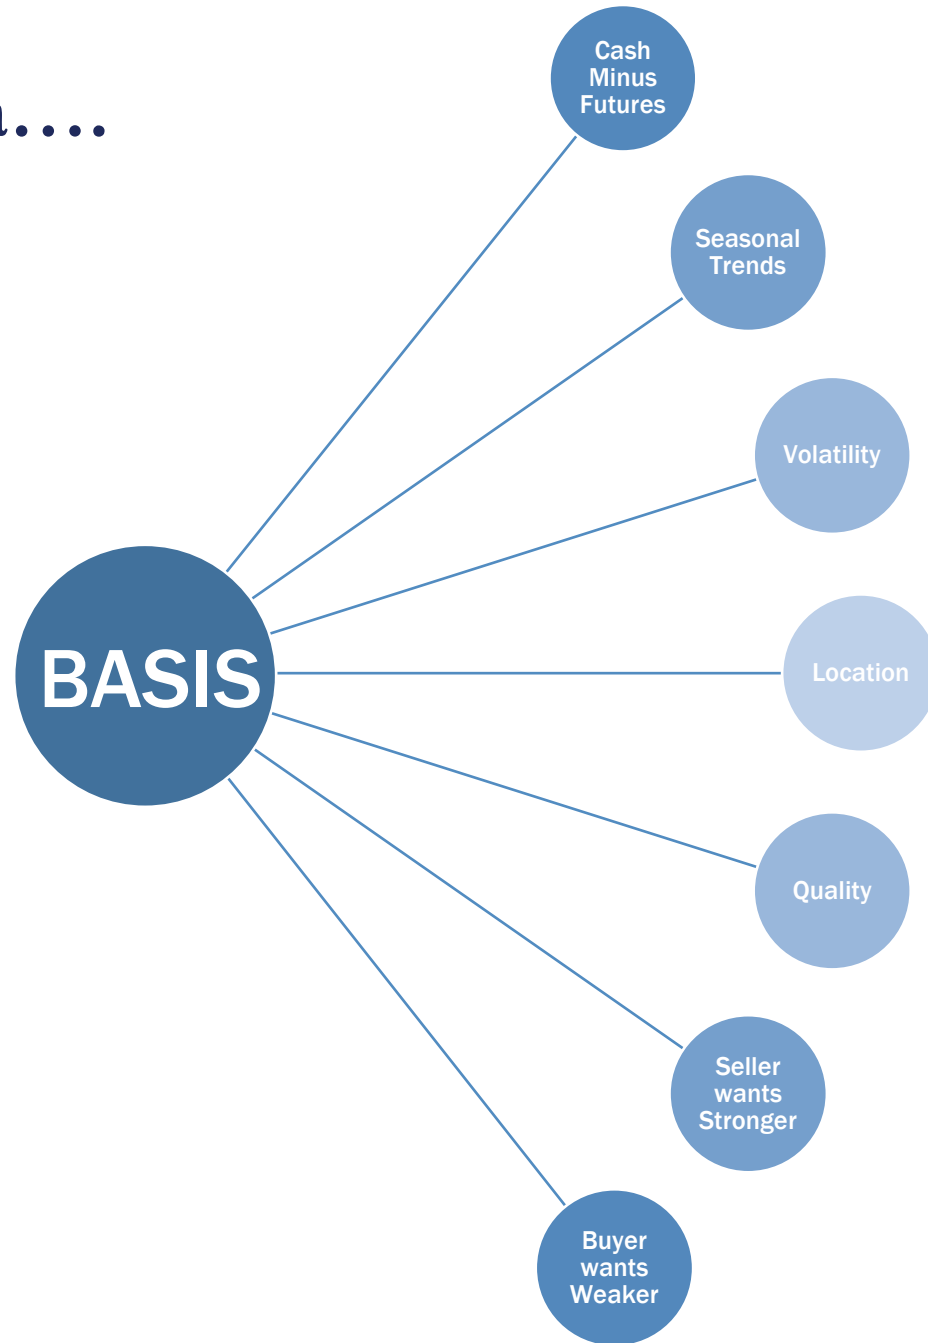 Cash
Minus
Futures
Seasonal
Trends
Volatility
BASIS
Location
Quality
Seller
wants
Stronger
Buyer
wants
Weaker